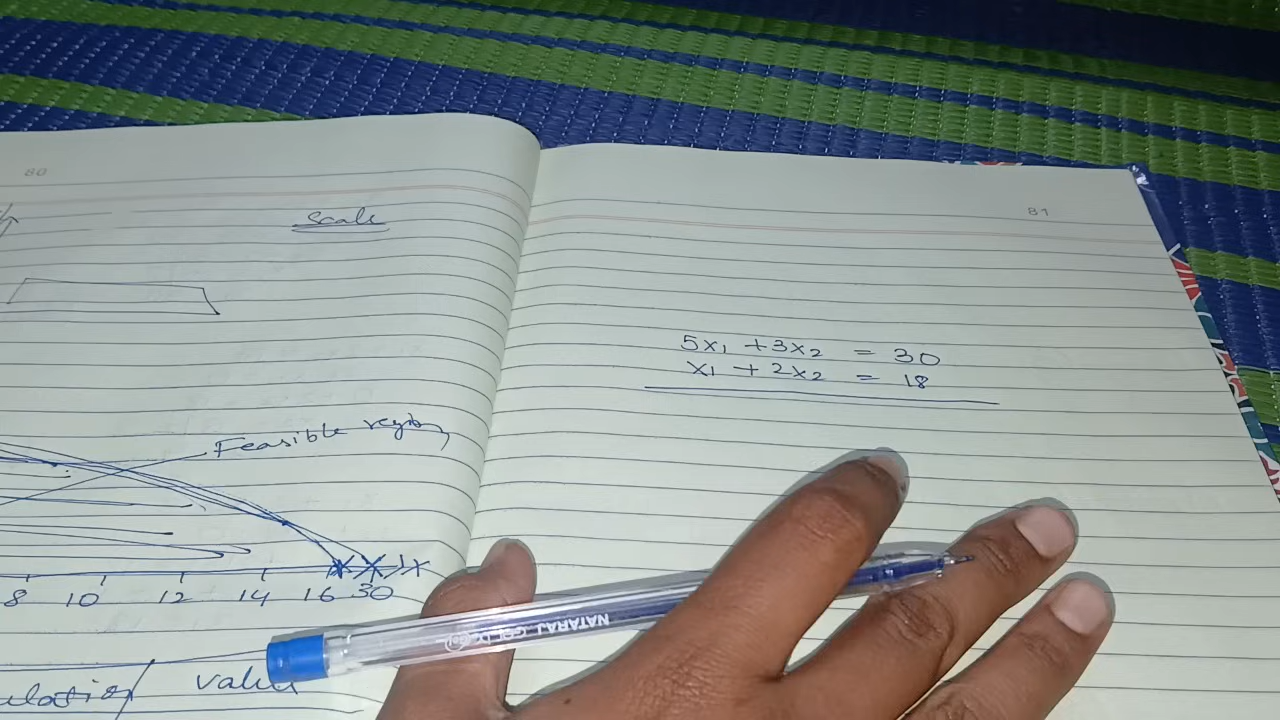 80
Scale
Feasible region
8 10 12 14 16 30 x
value
81
5x₁ + 3x₂ = 30
x₁ + 2x₂ = 18
NATARAJ